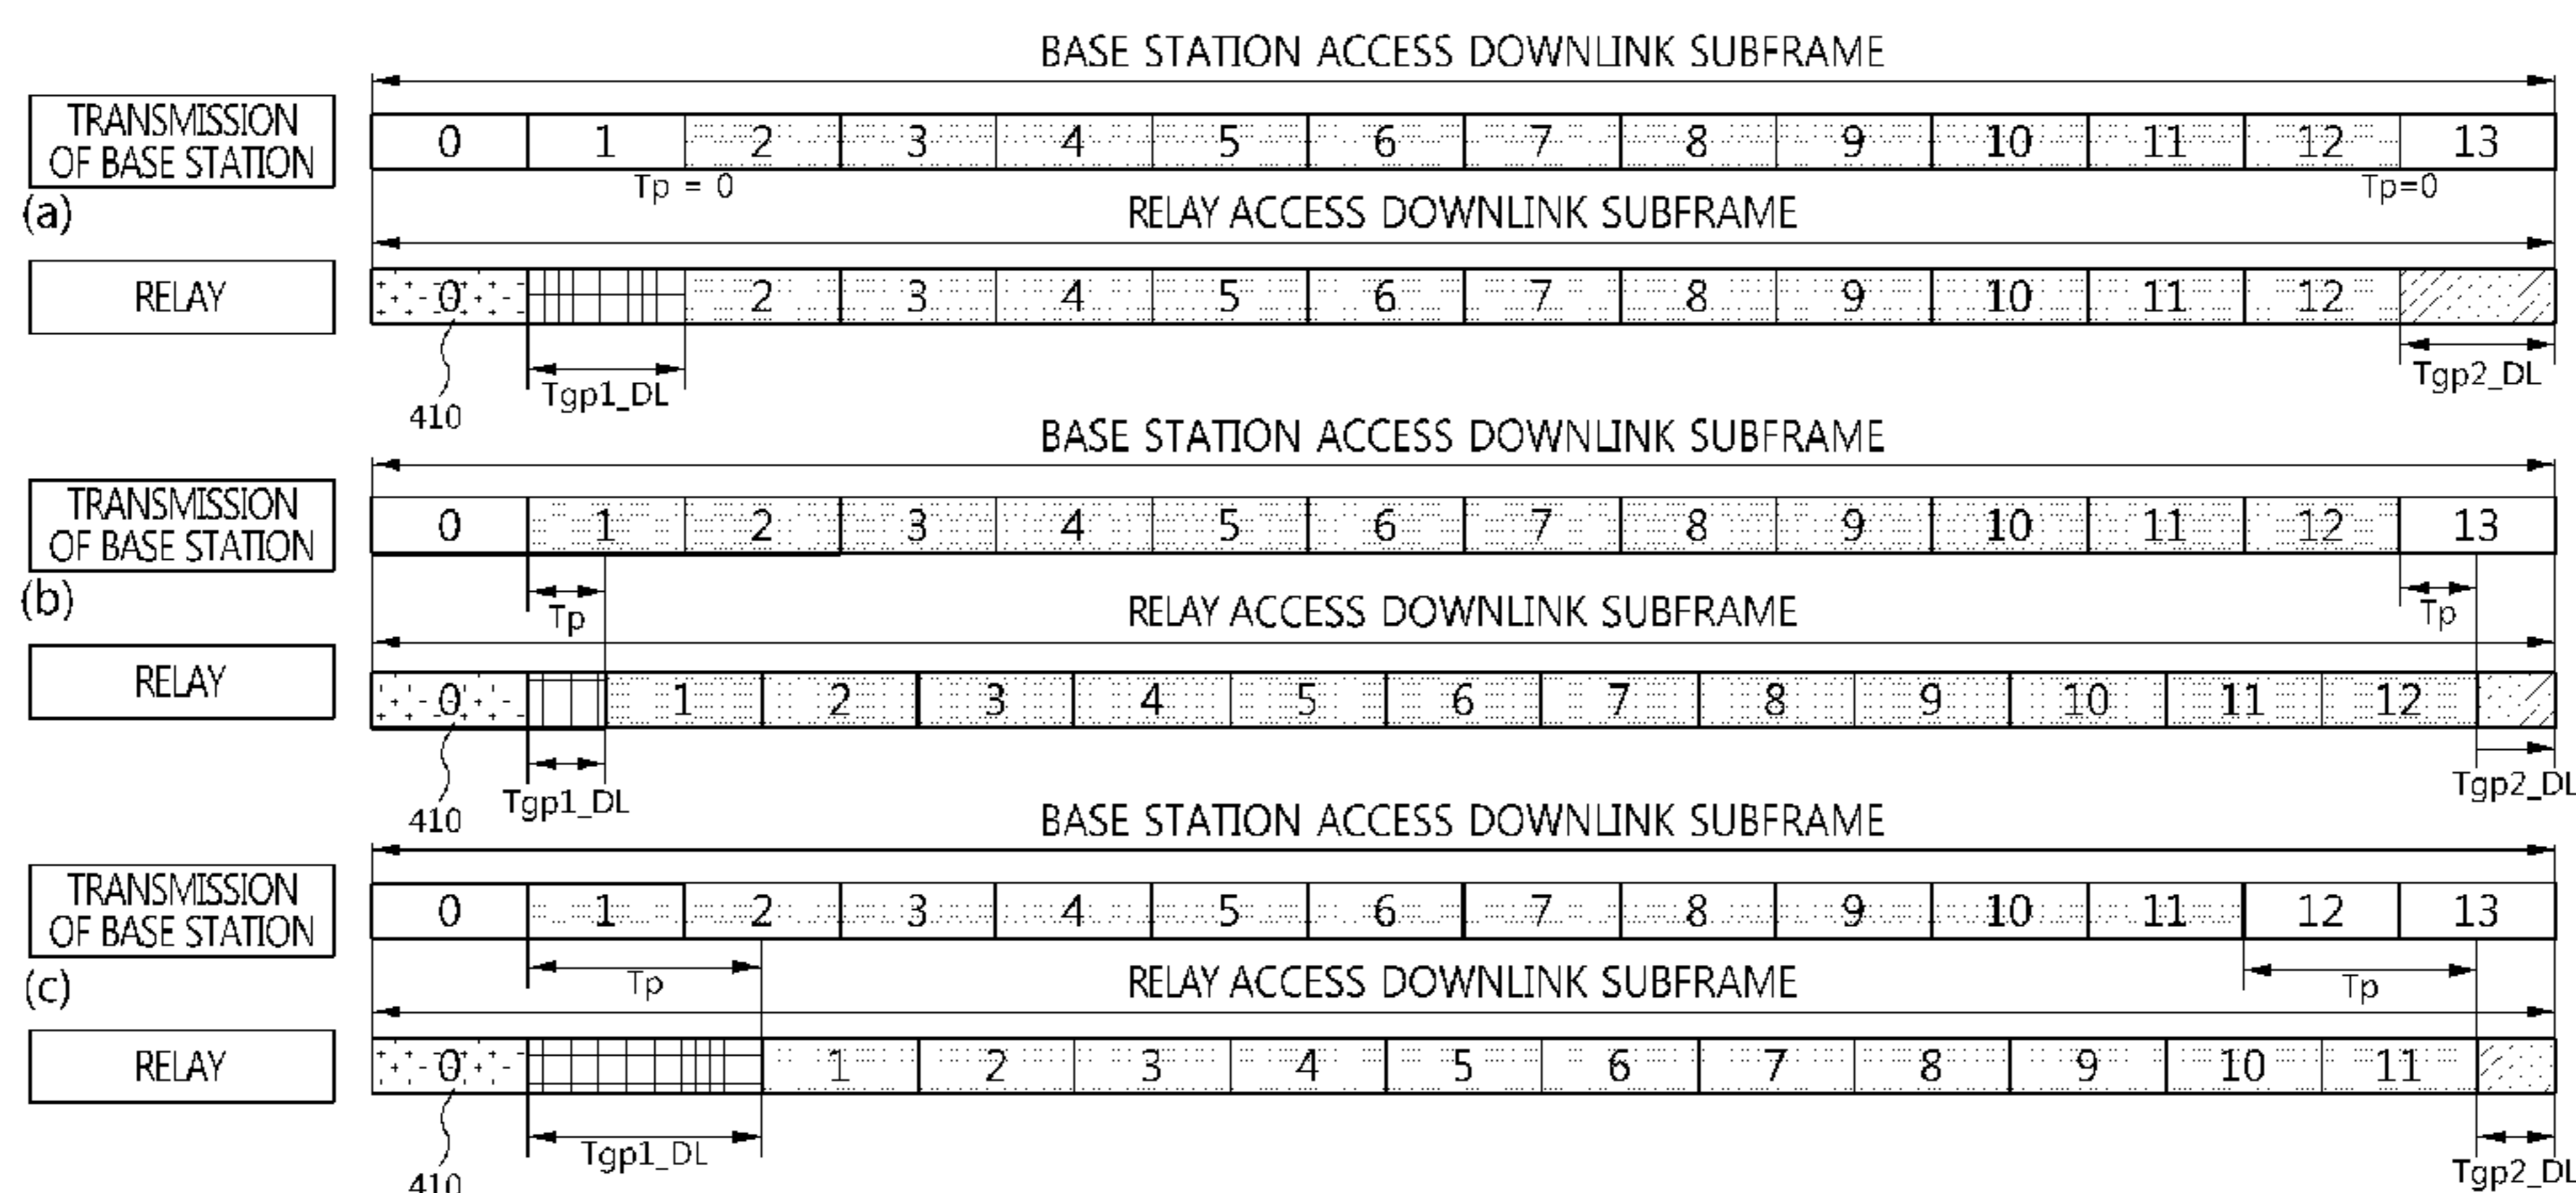 BASE STATION ACCESS DOWNLINK SUBFRAME
TRANSMISSION
OF BASE STATION
0 1 2 3 4 5 6 7 8 9 10 11 12 13
Tp = 0 Tp=0
(a)
RELAY ACCESS DOWNLINK SUBFRAME
RELAY
0 2 3 4 5 6 7 8 9 10 11 12
Tgp1_DL Tgp2_DL
410
BASE STATION ACCESS DOWNLINK SUBFRAME
TRANSMISSION
OF BASE STATION
0 1 2 3 4 5 6 7 8 9 10 11 12 13
(b)
Tp Tp
RELAY ACCESS DOWNLINK SUBFRAME
RELAY
0 1 2 3 4 5 6 7 8 9 10 11 12
Tgp1_DL Tgp2_DL
410
BASE STATION ACCESS DOWNLINK SUBFRAME
TRANSMISSION
OF BASE STATION
0 1 2 3 4 5 6 7 8 9 10 11 12 13
(c)
Tp Tp
RELAY ACCESS DOWNLINK SUBFRAME
RELAY
0 1 2 3 4 5 6 7 8 9 10 11
Tgp1_DL Tgp2_DL
410